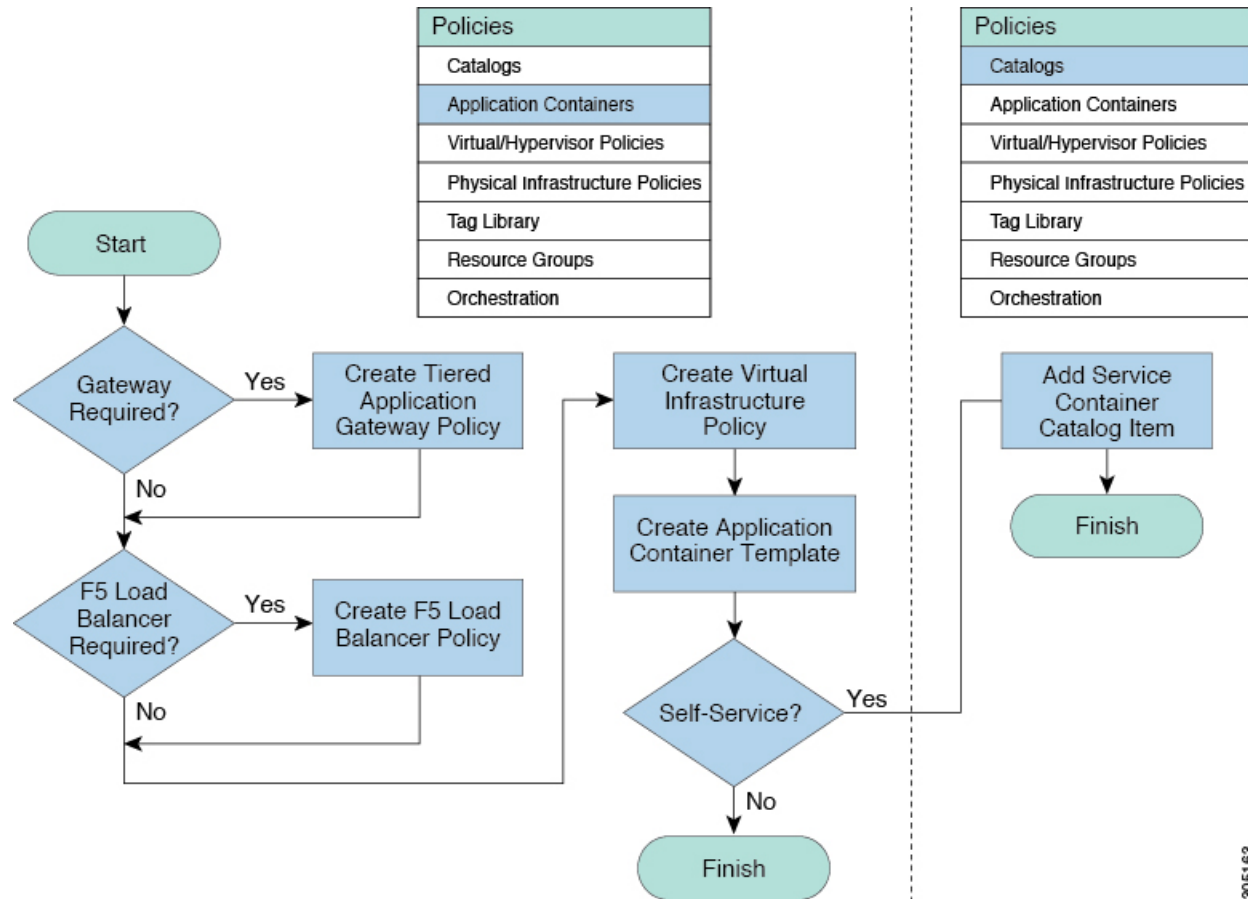 Policies
Catalogs
Application Containers
Virtual/Hypervisor Policies
Physical Infrastructure Policies
Tag Library
Resource Groups
Orchestration
Policies
Catalogs
Application Containers
Virtual/Hypervisor Policies
Physical Infrastructure Policies
Tag Library
Resource Groups
Orchestration
Start
Gateway
Required?
Yes
Create Tiered
Application
Gateway Policy
No
F5 Load
Balancer
Required?
Yes
Create F5 Load
Balancer Policy
No
Create Virtual
Infrastructure
Policy
Create Application
Container Template
Self-Service?
Yes
No
Finish
Add Service
Container
Catalog Item
Finish